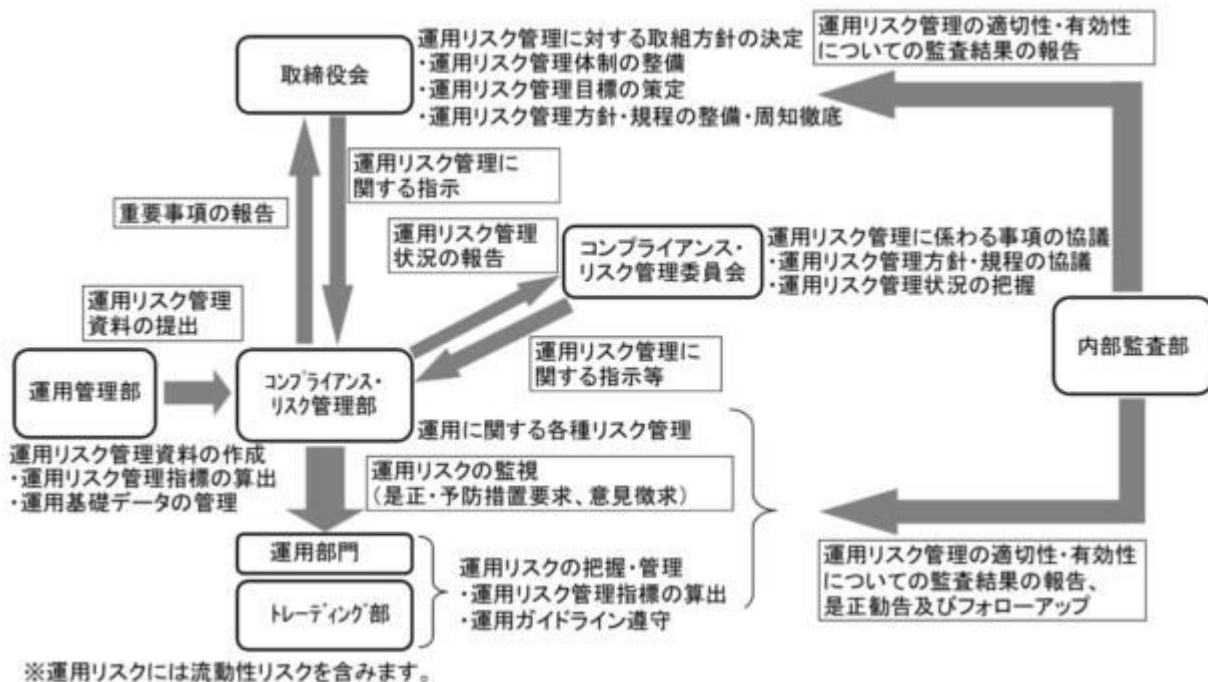 取締役会
運用リスク管理に対する取組方針の決定
・運用リスク管理体制の整備
・運用リスク管理目標の策定
・運用リスク管理方針・規程の整備・周知徹底
運用リスク管理の適切性・有効性
についての監査結果の報告
運用リスク管理に
関する指示
重要事項の報告
運用リスク管理
状況の報告
コンプライアンス・
リスク管理委員会
運用リスク管理に係わる事項の協議
・運用リスク管理方針・規程の協議
・運用リスク管理状況の把握
運用リスク管理
資料の提出
運用リスク管理に
関する指示等
内部監査部
運用管理部
コンプライアンス・
リスク管理部
運用に関する各種リスク管理
運用リスク管理資料の作成
・運用リスク管理指標の算出
・運用基礎データの管理
運用リスクの監視
（是正・予防措置要求、意見徴求）
運用部門
トレーディング部
運用リスクの把握・管理
・運用リスク管理指標の算出
・運用ガイドライン遵守
運用リスク管理の適切性・有効性
についての監査結果の報告、
是正勧告及びフォローアップ
※運用リスクには流動性リスクを含みます。